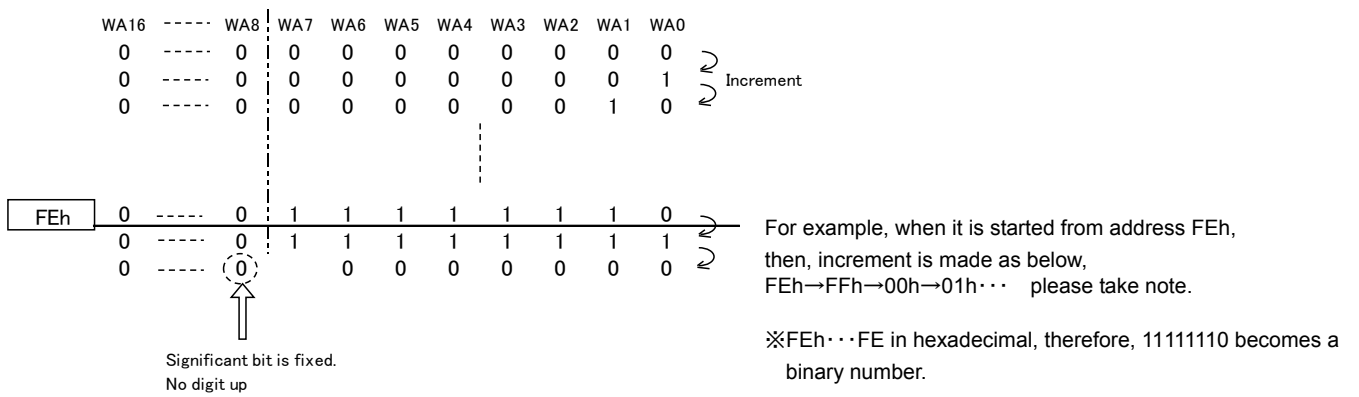 WA16 ----- WA8 WA7 WA6 WA5 WA4 WA3 WA2 WA1 WA0
0 ----- 0 0 0 0 0 0 0 0 0
0 ----- 0 0 0 0 0 0 0 0 1
Increment
0 ----- 0 0 0 0 0 0 0 1 0
FEh 0 ----- 0 1 1 1 1 1 1 1 0
0 ----- 0 1 1 1 1 1 1 1 1
0 ----- 0 0 0 0 0 0 0 0
Significant bit is fixed.
No digit up
For example, when it is started from address FEh,
then, increment is made as below,
FEh→FFh→00h→01h･･･ please take note.
※FEh･･･FE in hexadecimal, therefore, 11111110 becomes a
binary number.